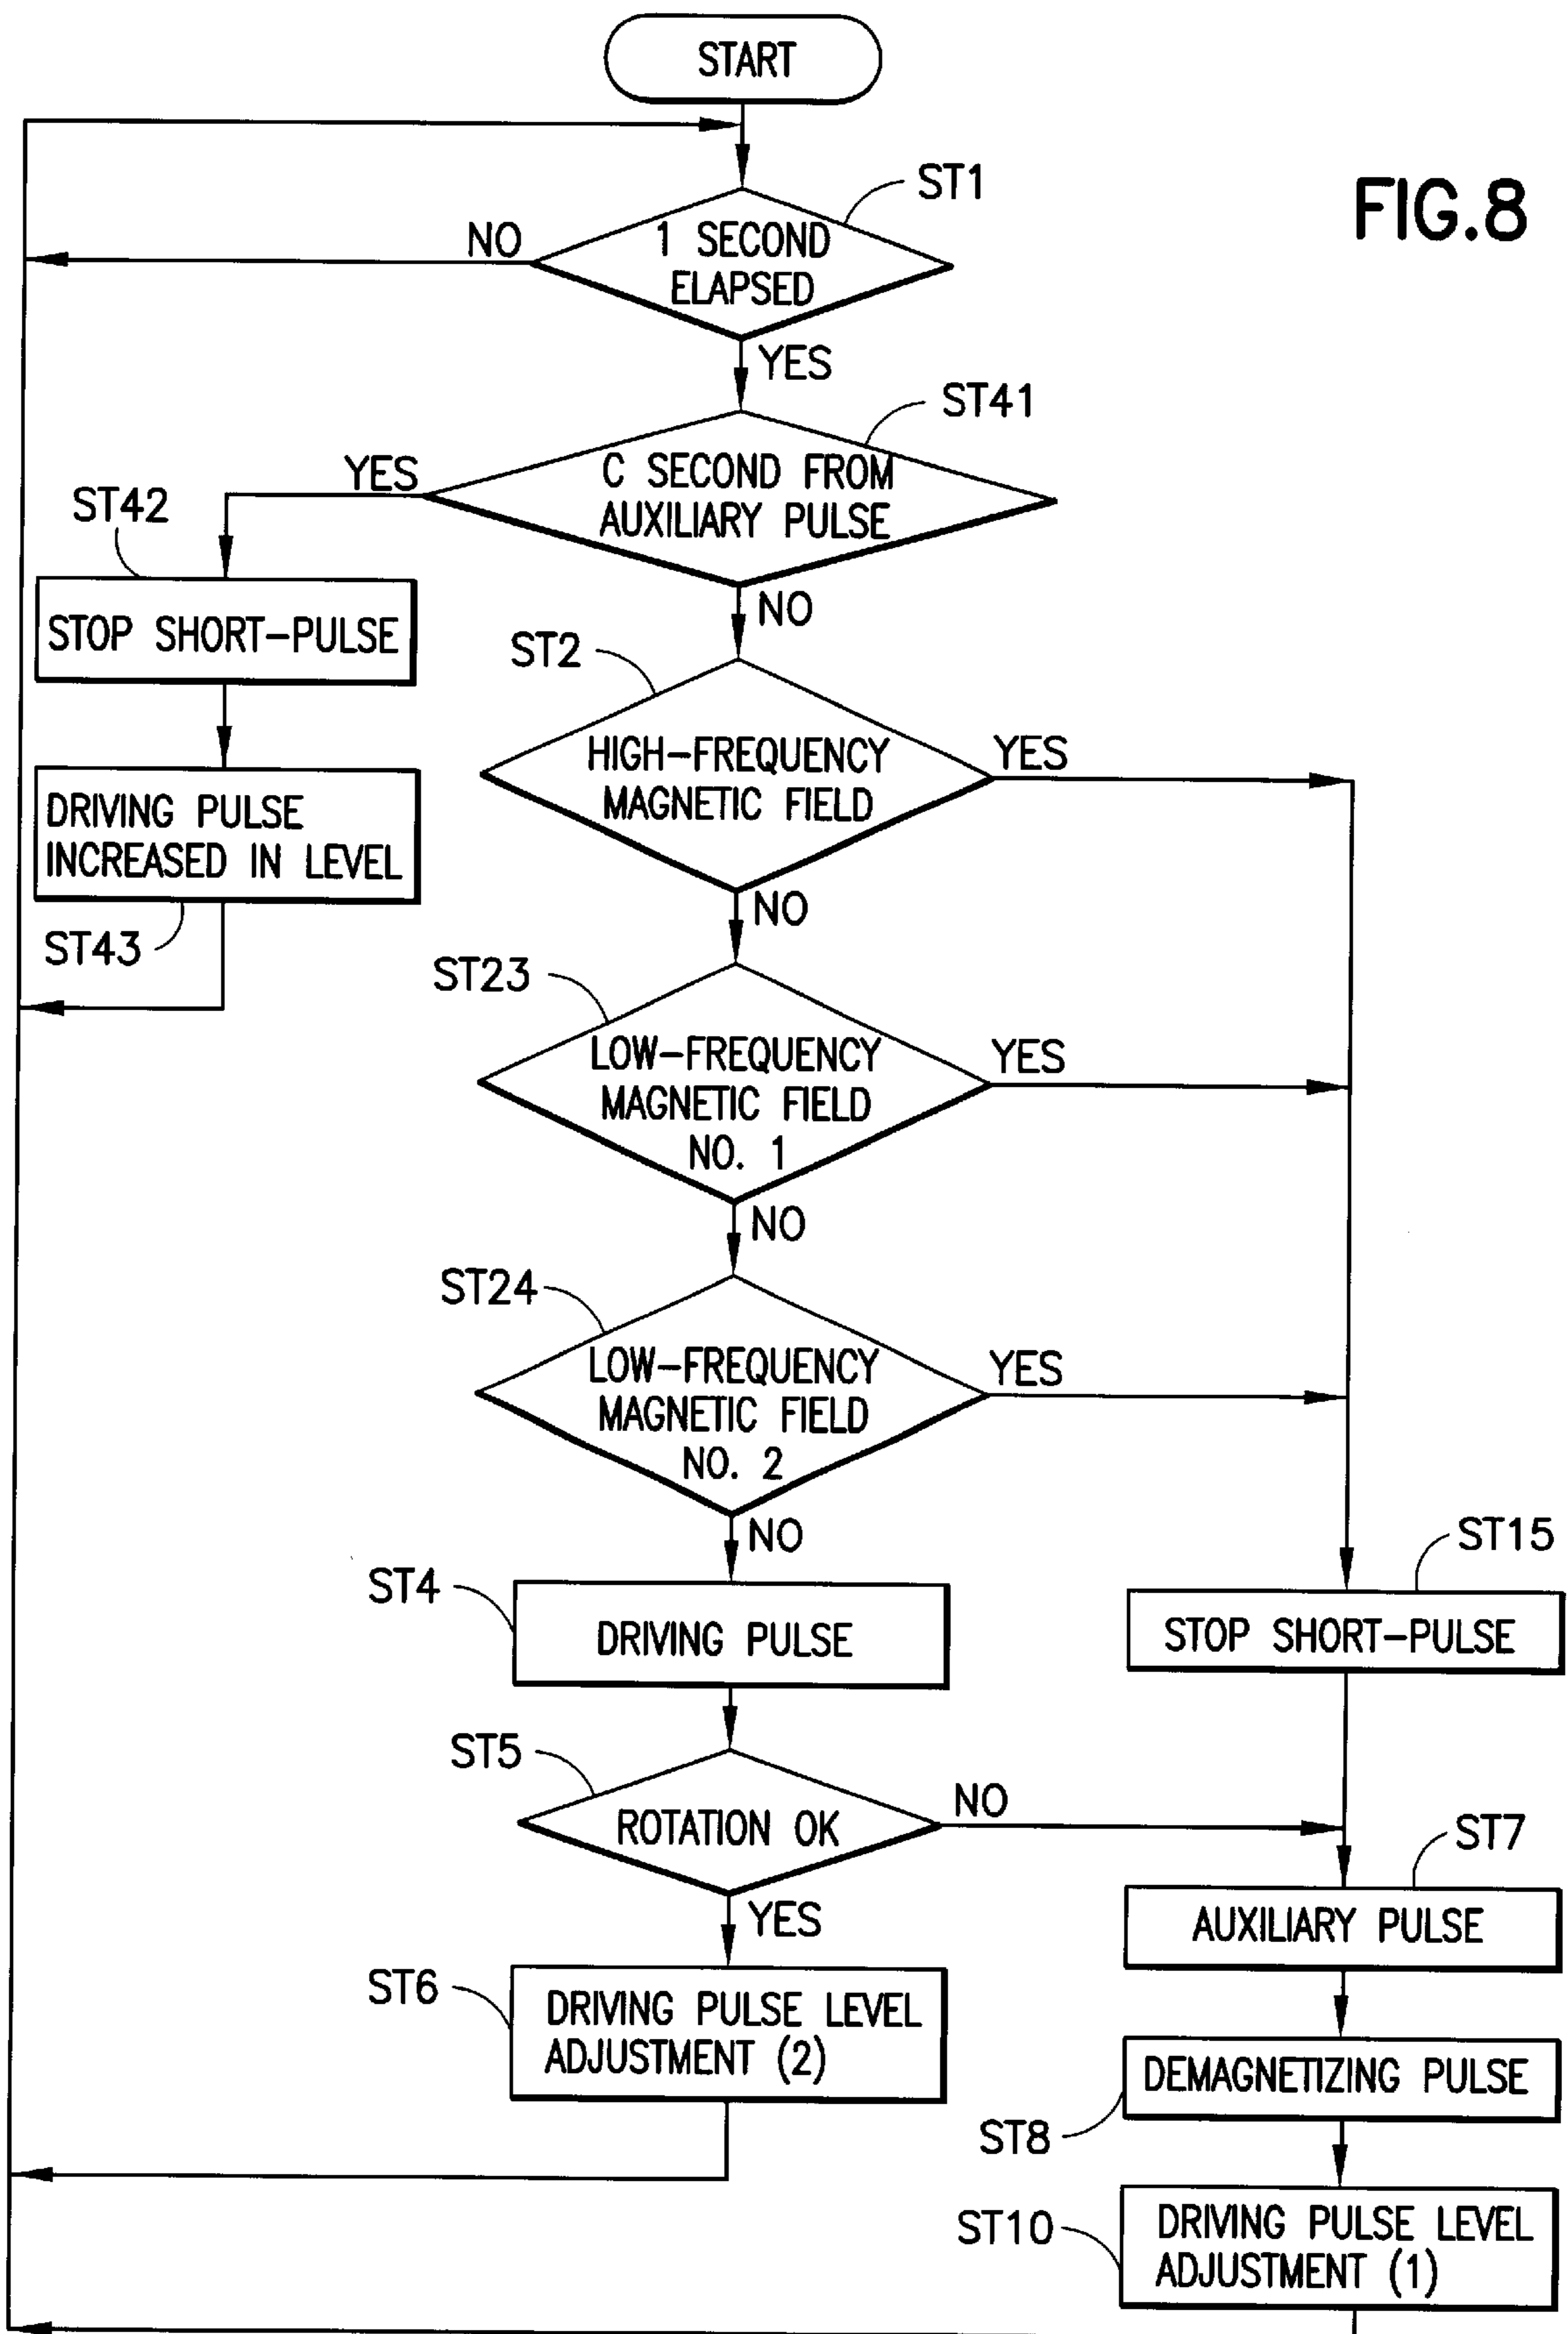 START
FIG.8
ST1
1 SECOND
ELAPSED
NO
YES
ST41
C SECOND FROM
AUXILIARY PULSE
YES
NO
ST42
STOP SHORT-PULSE
DRIVING PULSE
INCREASED IN LEVEL
ST43
ST2
HIGH-FREQUENCY
MAGNETIC FIELD
YES
NO
ST23
LOW-FREQUENCY
MAGNETIC FIELD
NO. 1
YES
NO
ST24
LOW-FREQUENCY
MAGNETIC FIELD
NO. 2
YES
NO
ST4
DRIVING PULSE
ST15
STOP SHORT-PULSE
ST5
ROTATION OK
NO
YES
ST7
AUXILIARY PULSE
ST6
DRIVING PULSE LEVEL
ADJUSTMENT (2)
DEMAGNETIZING PULSE
ST8
ST10
DRIVING PULSE LEVEL
ADJUSTMENT (1)